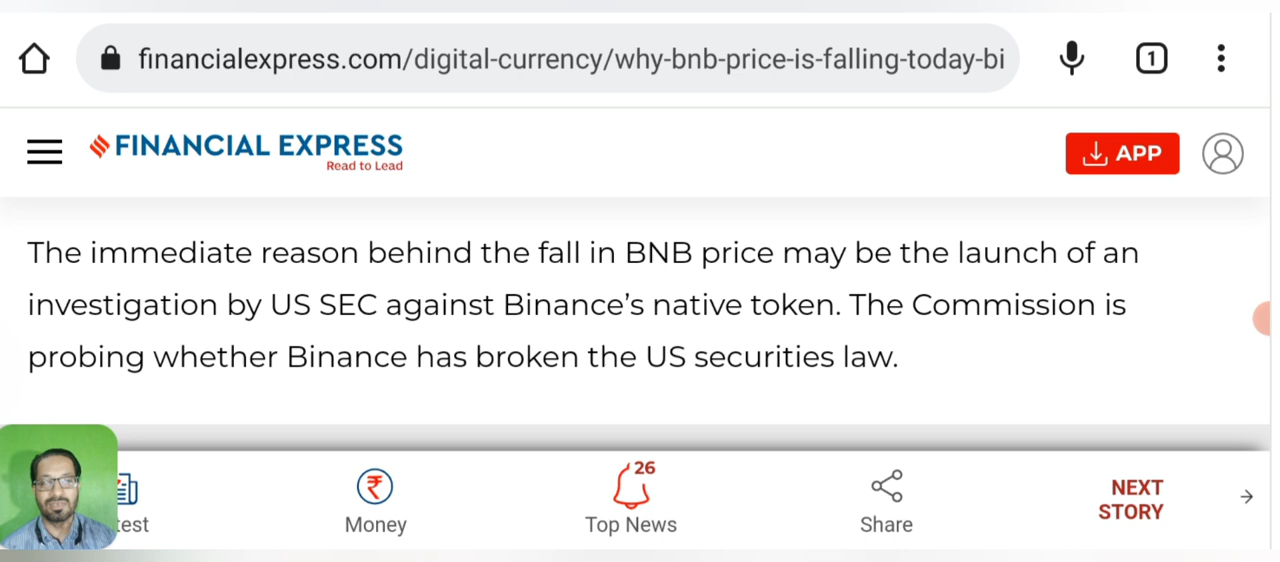 financialexpress.com/digital-currency/why-bnb-price-is-falling-today-bi
1
FINANCIAL EXPRESS
Read to Lead
APP
The immediate reason behind the fall in BNB price may be the launch of an
investigation by US SEC against Binance's native token. The Commission is
probing whether Binance has broken the US securities law.
26
test
Money
Top News
Share
NEXT
STORY